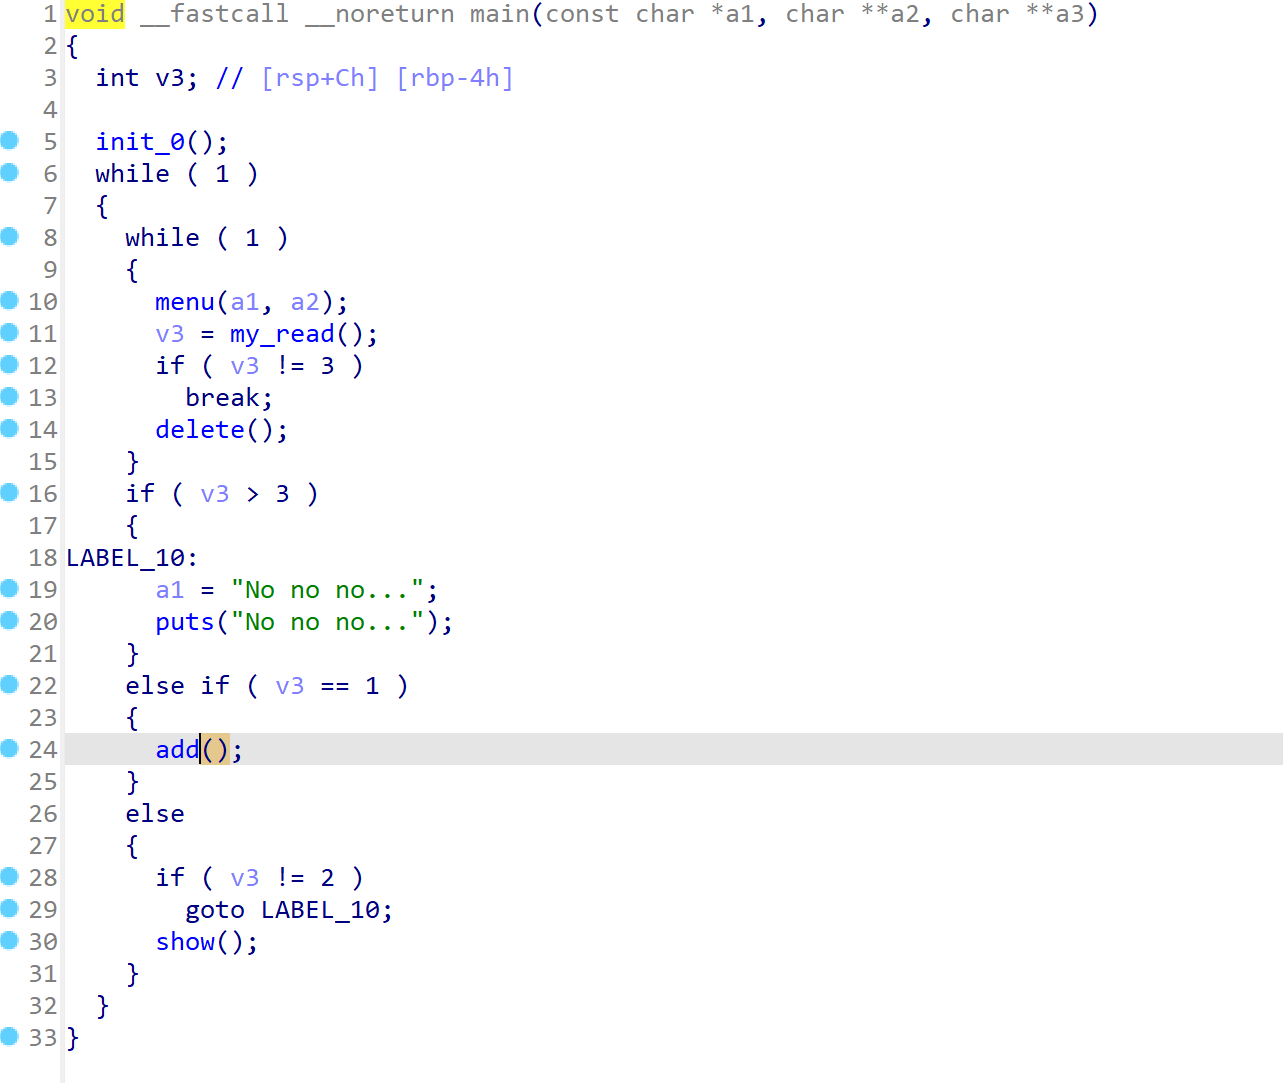 1 void __fastcall __noreturn main(const char *a1, char **a2, char **a3)
2 {
3   int v3; // [rsp+Ch] [rbp-4h]
4
5   init_0();
6   while ( 1 )
7   {
8     while ( 1 )
9     {
10       menu(a1, a2);
11       v3 = my_read();
12       if ( v3 != 3 )
13         break;
14       delete();
15     }
16     if ( v3 > 3 )
17     {
18 LABEL_10:
19       a1 = "No no no...";
20       puts("No no no...");
21     }
22     else if ( v3 == 1 )
23     {
24       add();
25     }
26     else
27     {
28       if ( v3 != 2 )
29         goto LABEL_10;
30       show();
31     }
32   }
33 }